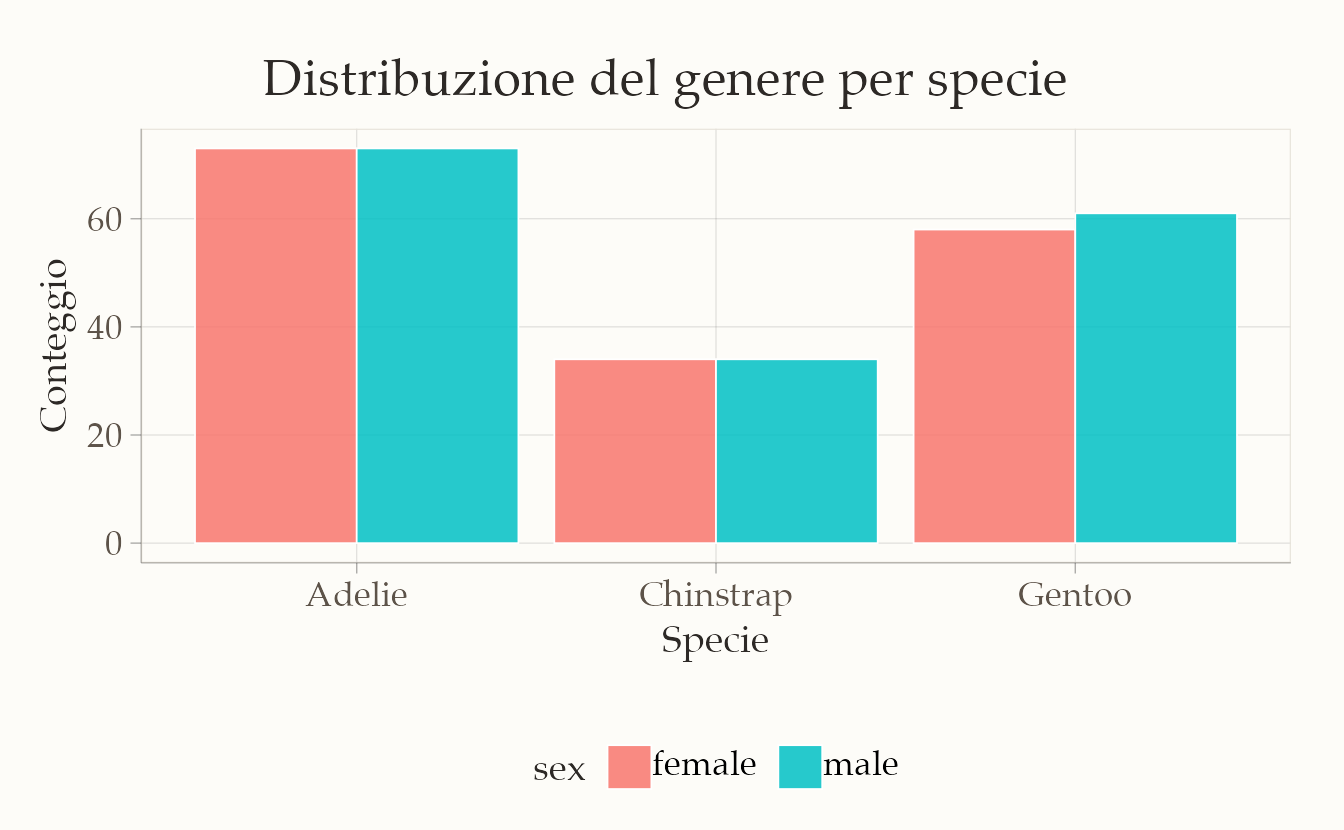 Distribuzione del genere per specie
Conteggio
60
40
20
0
Adelie Chinstrap Gentoo
Specie
sex female male